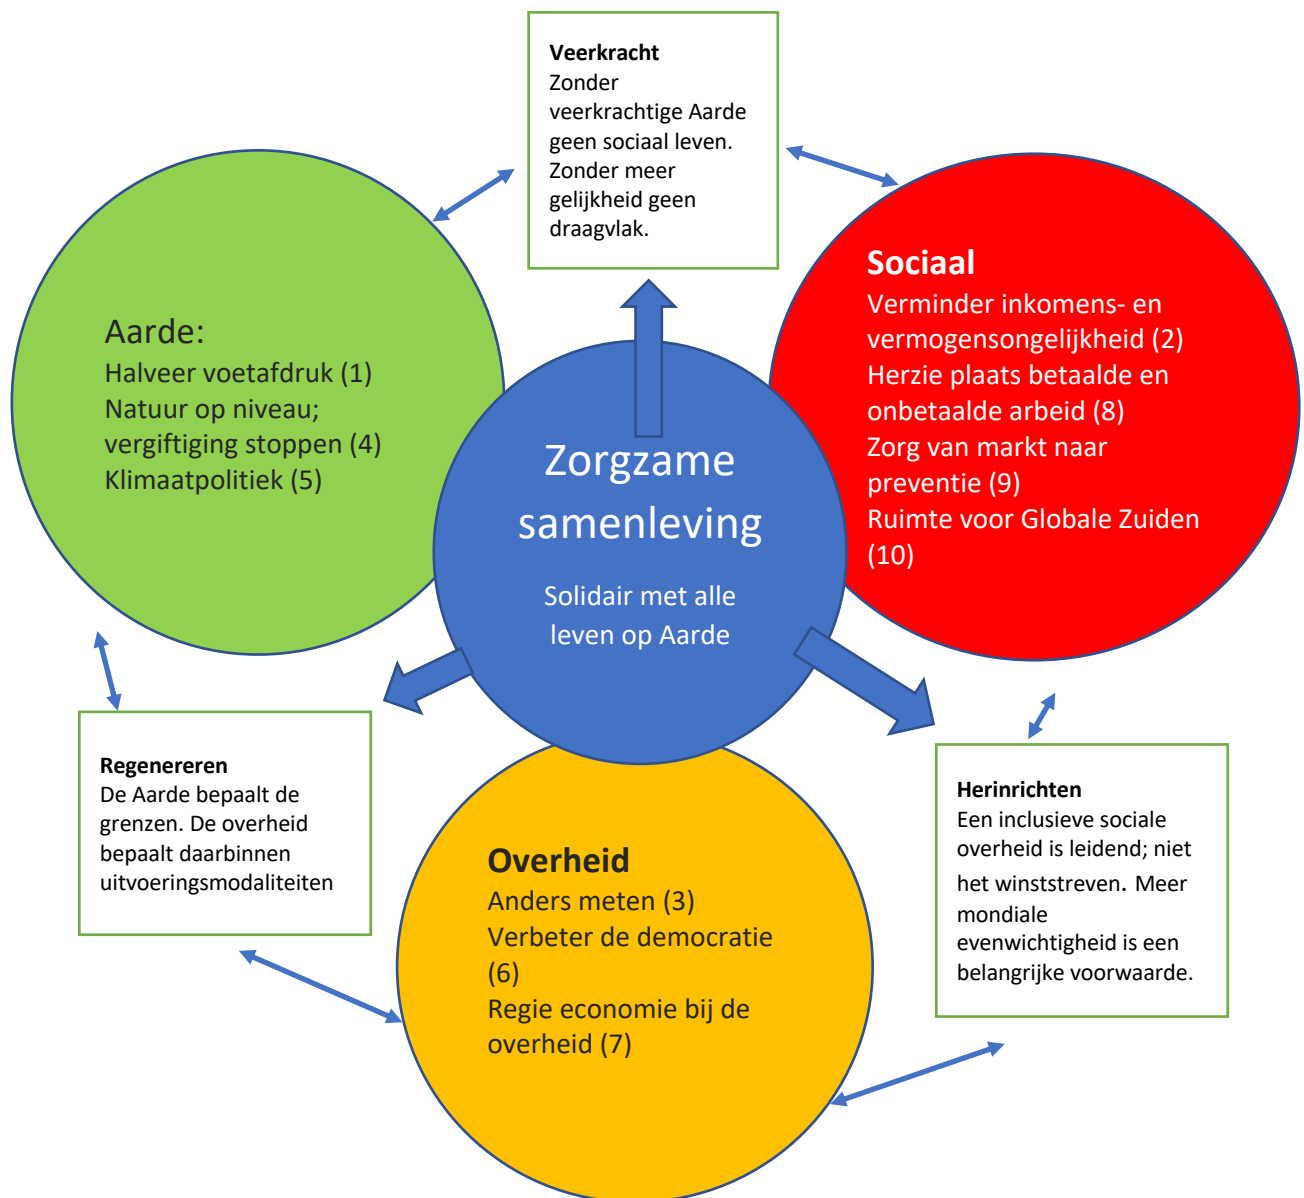 Veerkracht
Zonder
veerkrachtige Aarde
geen sociaal leven.
Zonder meer
gelijkheid geen
draagvlak.
Aarde:
Halveer voetafdruk (1)
Natuur op niveau;
vergiftiging stoppen (4)
Klimaatpolitiek (5)
Sociaal
Verminder inkomens- en
vermogensongelijkheid (2)
Herzie plaats betaalde en
onbetaalde arbeid (8)
Zorg van markt naar
preventie (9)
Ruimte voor Globale Zuiden
(10)
Zorgzame
samenleving
Solidair met alle
leven op Aarde
Regenereren
De Aarde bepaalt de
grenzen. De overheid
bepaalt daarbinnen
uitvoeringsmodaliteiten
Herinrichten
Een inclusieve sociale
overheid is leidend; niet
het winststreven. Meer
mondiale
evenwichtigheid is een
belangrijke voorwaarde.
Overheid
Anders meten (3)
Verbeter de democratie
(6)
Regie economie bij de
overheid (7)